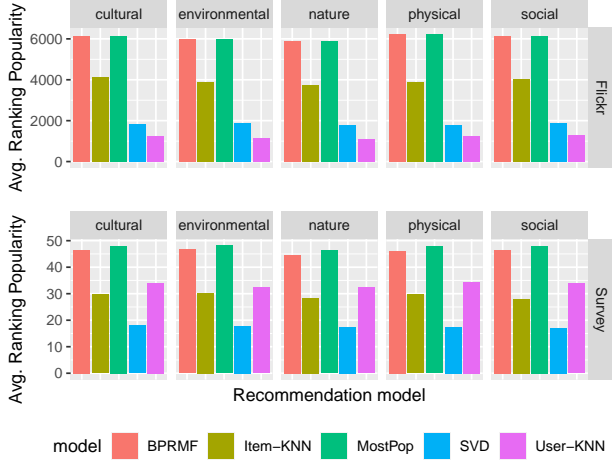 cultural environmental nature physical social
Avg. Ranking Popularity
6000
4000
2000
0
Flickr
cultural environmental nature physical social
Avg. Ranking Popularity
50
40
30
20
10
0
Survey
Recommendation model
model BPRMF Item−KNN MostPop SVD User−KNN